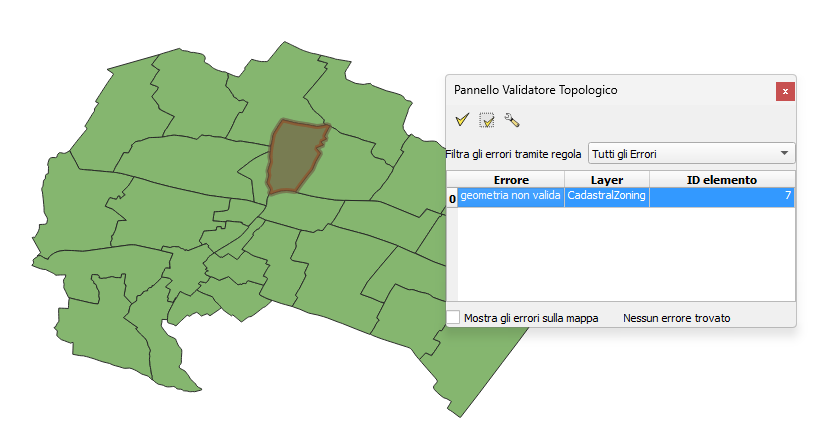 Pannello Validatore Topologico
x
Filtra gli errori tramite regola Tutti gli Errori
Errore Layer ID elemento
0 geometria non valida CadastralZoning 7
Mostra gli errori sulla mappa Nessun errore trovato